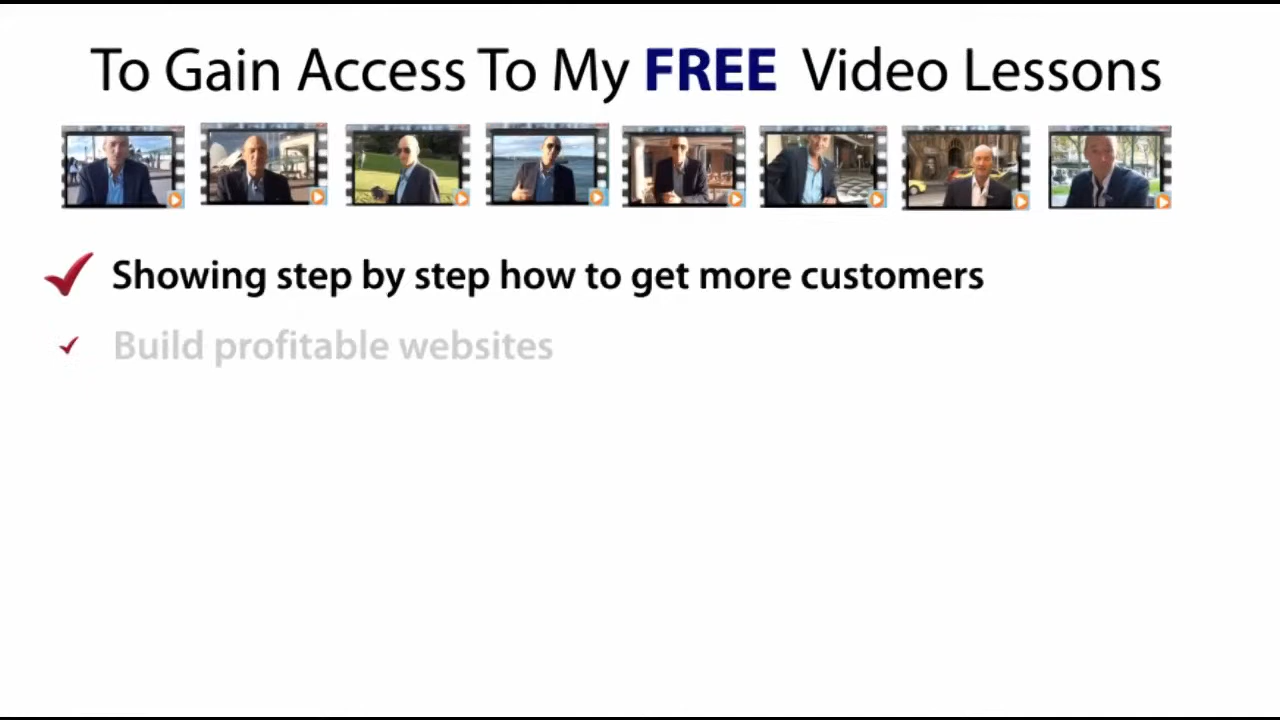 To Gain Access To My FREE Video Lessons
Showing step by step how to get more customers
Build profitable websites